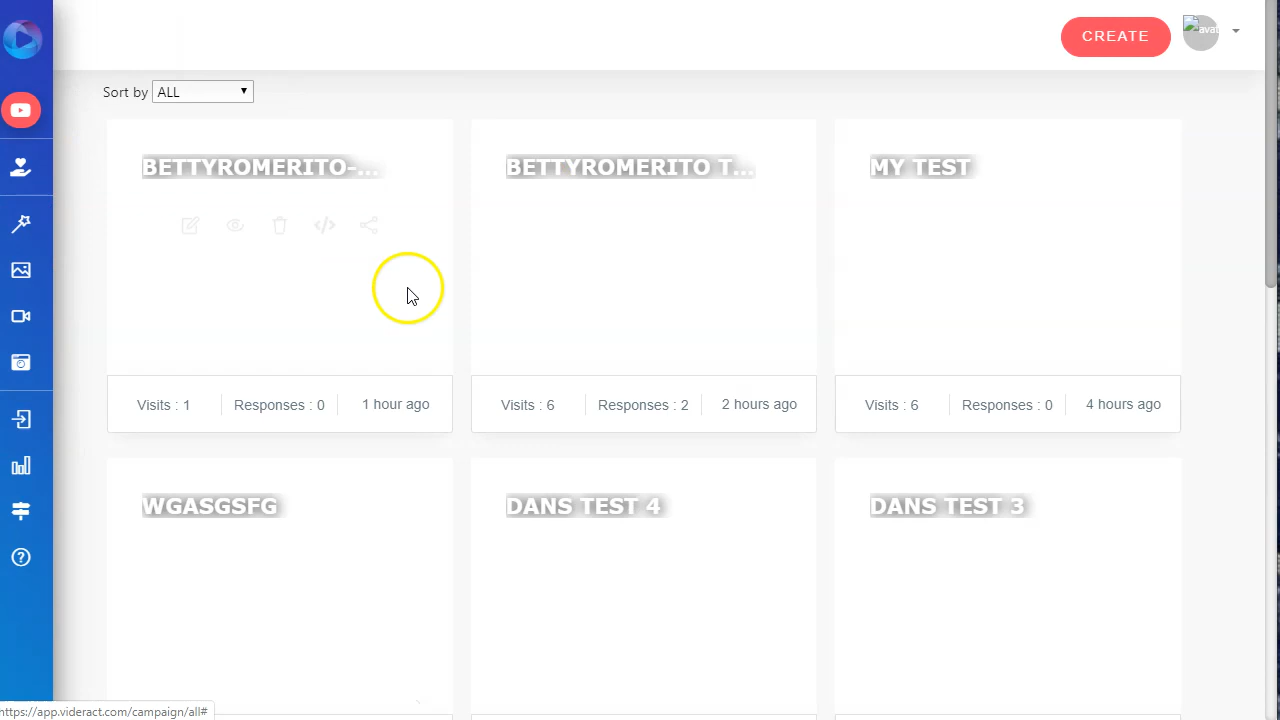 CREATE
avat
Sort by ALL
BETTYROMERITO-...
BETTYROMERITO T...
MY TEST
Visits : 1 Responses : 0 1 hour ago
Visits : 6 Responses : 2 2 hours ago
Visits : 6 Responses : 0 4 hours ago
WGASGSFG
DANS TEST 4
DANS TEST 3
https://app.videract.com/campaign/all#